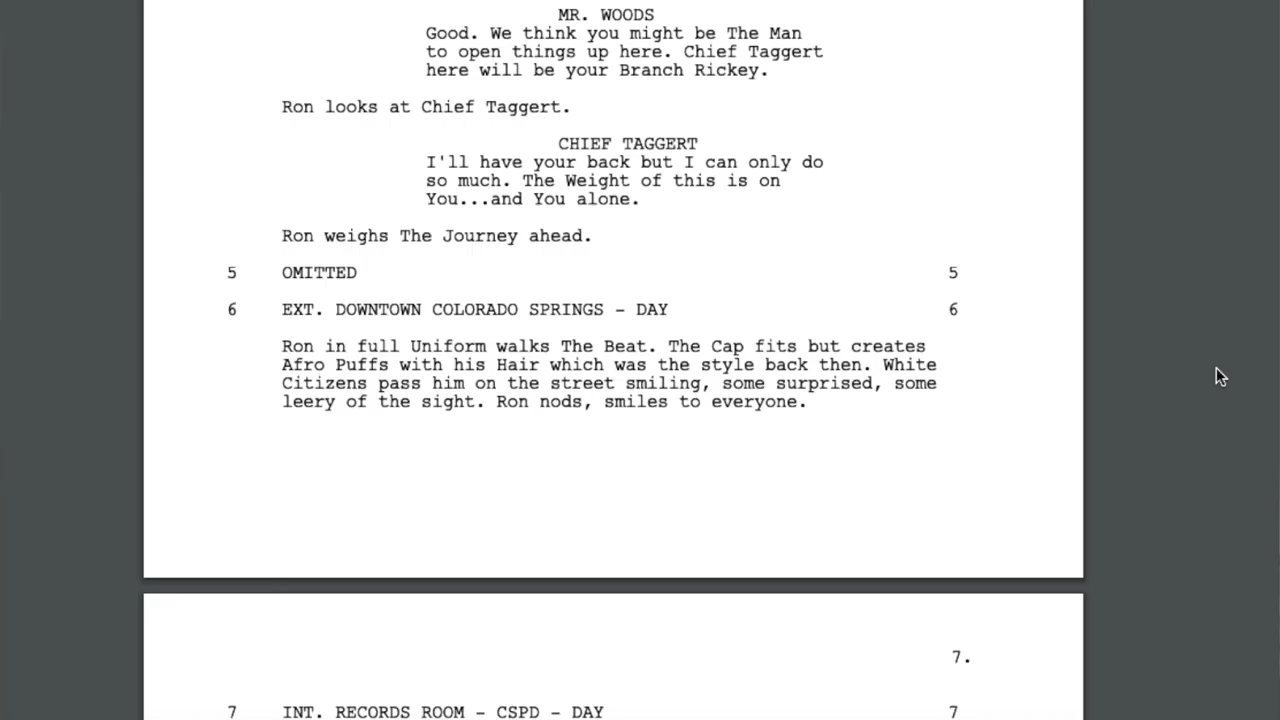 MR. WOODS
Good. We think you might be The Man
to open things up here. Chief Taggert
here will be your Branch Rickey.
Ron looks at Chief Taggert.
CHIEF TAGGERT
I'll have your back but I can only do
so much. The Weight of this is on
You...and You alone.
Ron weighs The Journey ahead.
5 OMITTED 5
6 EXT. DOWNTOWN COLORADO SPRINGS - DAY 6
Ron in full Uniform walks The Beat. The Cap fits but creates
Afro Puffs with his Hair which was the style back then. White
Citizens pass him on the street smiling, some surprised, some
leery of the sight. Ron nods, smiles to everyone.
7.
7 INT. RECORDS ROOM - CSPD - DAY 7